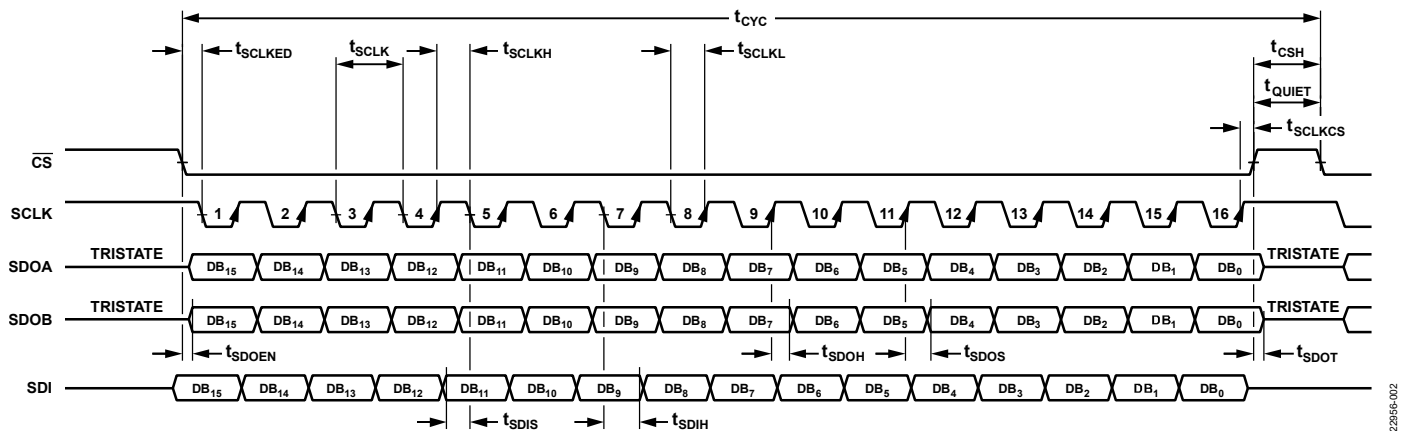 tCYC
tSCLKED
tSCLK
tSCLKH
tSCLKL
tCSH
tQUIET
tSCLKCS
CS
SCLK 1 2 3 4 5 6 7 8 9 10 11 12 13 14 15 16
TRISTATE TRISTATE
SDOA DB15 DB14 DB13 DB12 DB11 DB10 DB9 DB8 DB7 DB6 DB5 DB4 DB3 DB2 DB1 DB0
TRISTATE TRISTATE
SDOB DB15 DB14 DB13 DB12 DB11 DB10 DB9 DB8 DB7 DB6 DB5 DB4 DB3 DB2 DB1 DB0
tSDOEN tSDOH tSDOS tSDOT
SDI DB15 DB14 DB13 DB12 DB11 DB10 DB9 DB8 DB7 DB6 DB5 DB4 DB3 DB2 DB1 DB0
tSDIS tSDIH
22956-002